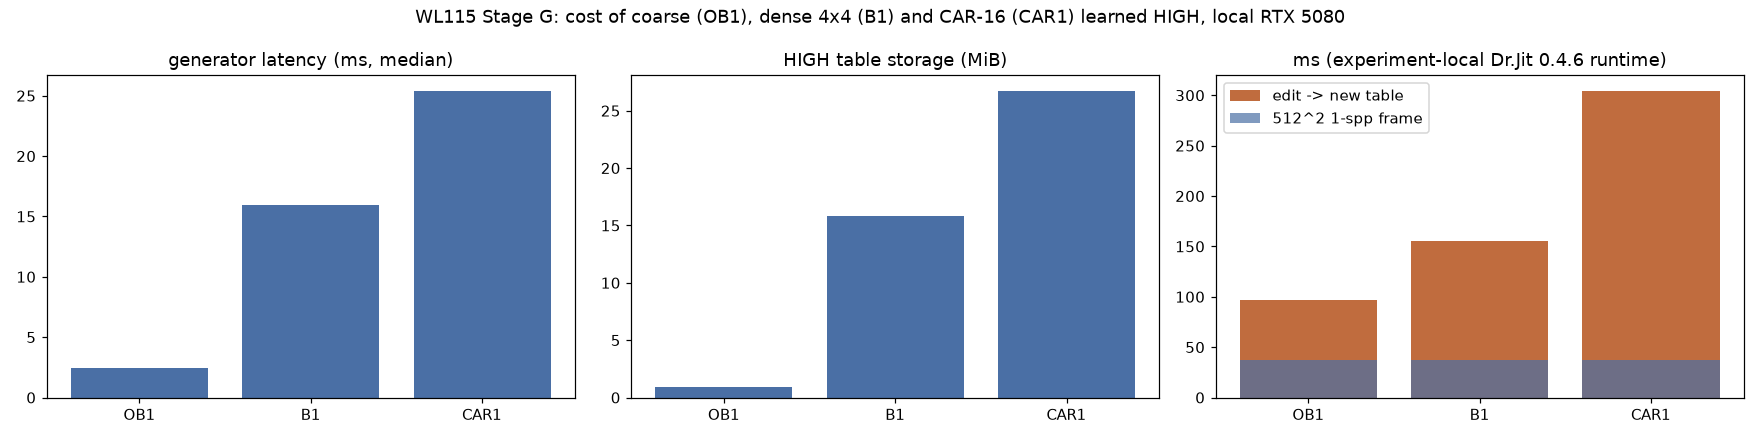 WL115 Stage G: cost of coarse (OB1), dense 4x4 (B1) and CAR-16 (CAR1) learned HIGH, local RTX 5080
generator latency (ms, median)
25
20
15
10
5
0
OB1 B1 CAR1
HIGH table storage (MiB)
25
20
15
10
5
0
OB1 B1 CAR1
ms (experiment-local Dr.Jit 0.4.6 runtime)
edit -> new table
512^2 1-spp frame
300
250
200
150
100
50
0
OB1 B1 CAR1